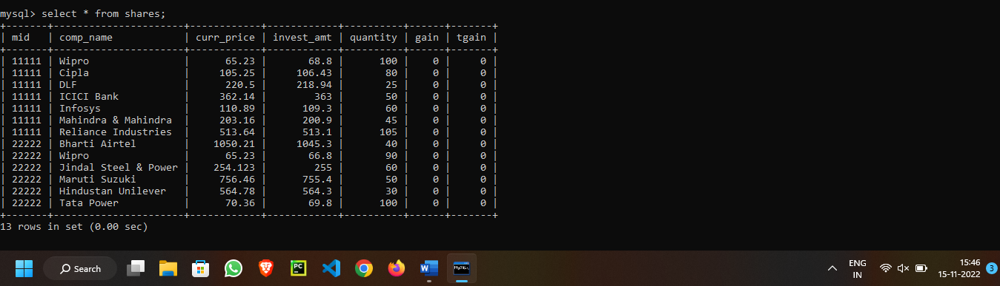 mysql> select * from shares;
+-------+----------------------+------------+------------+----------+------+-------+
| mid   | comp_name            | curr_price | invest_amt | quantity | gain | tgain |
+-------+----------------------+------------+------------+----------+------+-------+
| 11111 | Wipro                |      65.23 |       68.8 |      100 |    0 |     0 |
| 11111 | Cipla                |     105.25 |     106.43 |       80 |    0 |     0 |
| 11111 | DLF                  |      220.5 |     218.94 |       25 |    0 |     0 |
| 11111 | ICICI Bank           |     362.14 |        363 |       50 |    0 |     0 |
| 11111 | Infosys              |     110.89 |      109.3 |       60 |    0 |     0 |
| 11111 | Mahindra & Mahindra  |     203.16 |      200.9 |       45 |    0 |     0 |
| 11111 | Reliance Industries  |     513.64 |      513.1 |      105 |    0 |     0 |
| 22222 | Bharti Airtel        |    1050.21 |     1045.3 |       40 |    0 |     0 |
| 22222 | Wipro                |      65.23 |       66.8 |       90 |    0 |     0 |
| 22222 | Jindal Steel & Power |    254.123 |        255 |       60 |    0 |     0 |
| 22222 | Maruti Suzuki        |     756.46 |      755.4 |       50 |    0 |     0 |
| 22222 | Hindustan Unilever   |     564.78 |      564.3 |       30 |    0 |     0 |
| 22222 | Tata Power           |      70.36 |       69.8 |      100 |    0 |     0 |
+-------+----------------------+------------+------------+----------+------+-------+
13 rows in set (0.00 sec)
Search
PC
W
MySQL
ENG
IN
15:46
15-11-2022
3